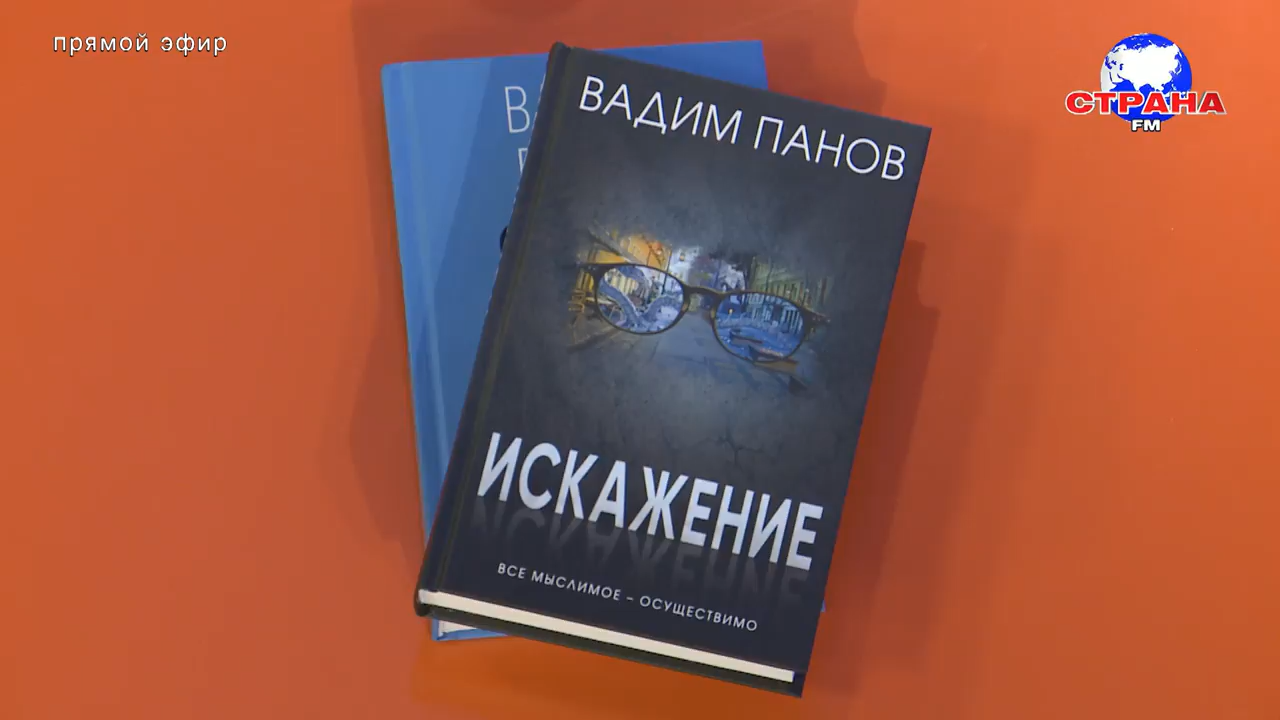 прямой эфир
СТРАНА
FM
ВАДИМ ПАНОВ
ИСКАЖЕНИЕ
ВСЕ МЫСЛИМОЕ – ОСУЩЕСТВИМО